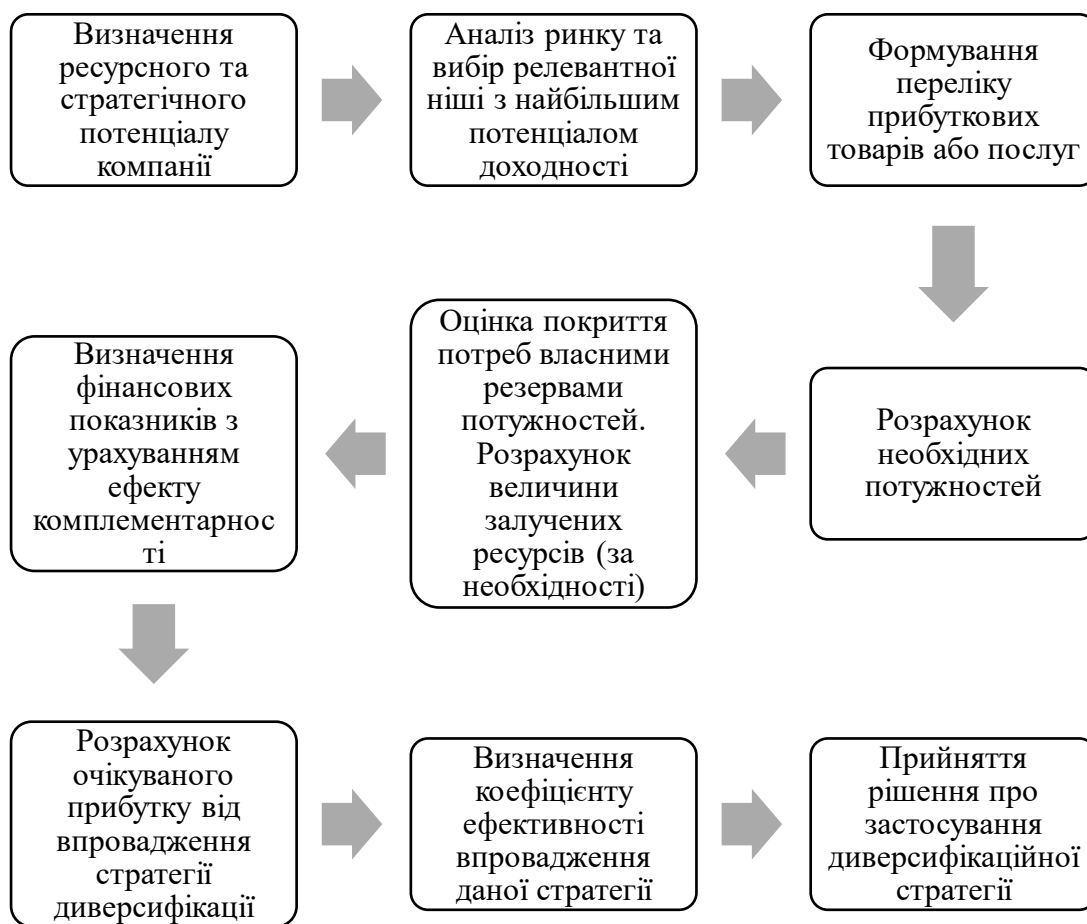 Визначення
ресурсного та
стратегічного
потенціалу
компанії
Аналіз ринку та
вибір релевантної
ніші з найбільшим
потенціалом
доходності
Формування
переліку
прибуткових
товарів або послуг
Розрахунок
необхідних
потужностей
Оцінка покриття
потреб власними
резервами
потужностей.
Розрахунок
величини
залучених
ресурсів (за
необхідності)
Визначення
фінансових
показників з
урахуванням
ефекту
комплементарнос
ті
Розрахунок
очікуваного
прибутку від
впровадження
стратегії
диверсифікації
Визначення
коефіцієнту
ефективності
впровадження
даної стратегії
Прийняття
рішення про
застосування
диверсифікаційної
стратегії